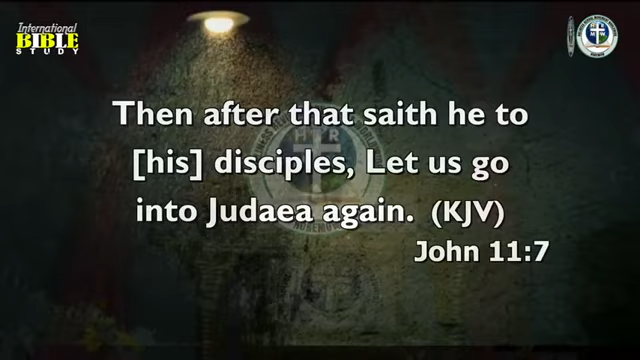 International
BIBLE
STUDY
Then after that saith he to
[his] disciples, Let us go
into Judaea again. (KJV)
John 11:7